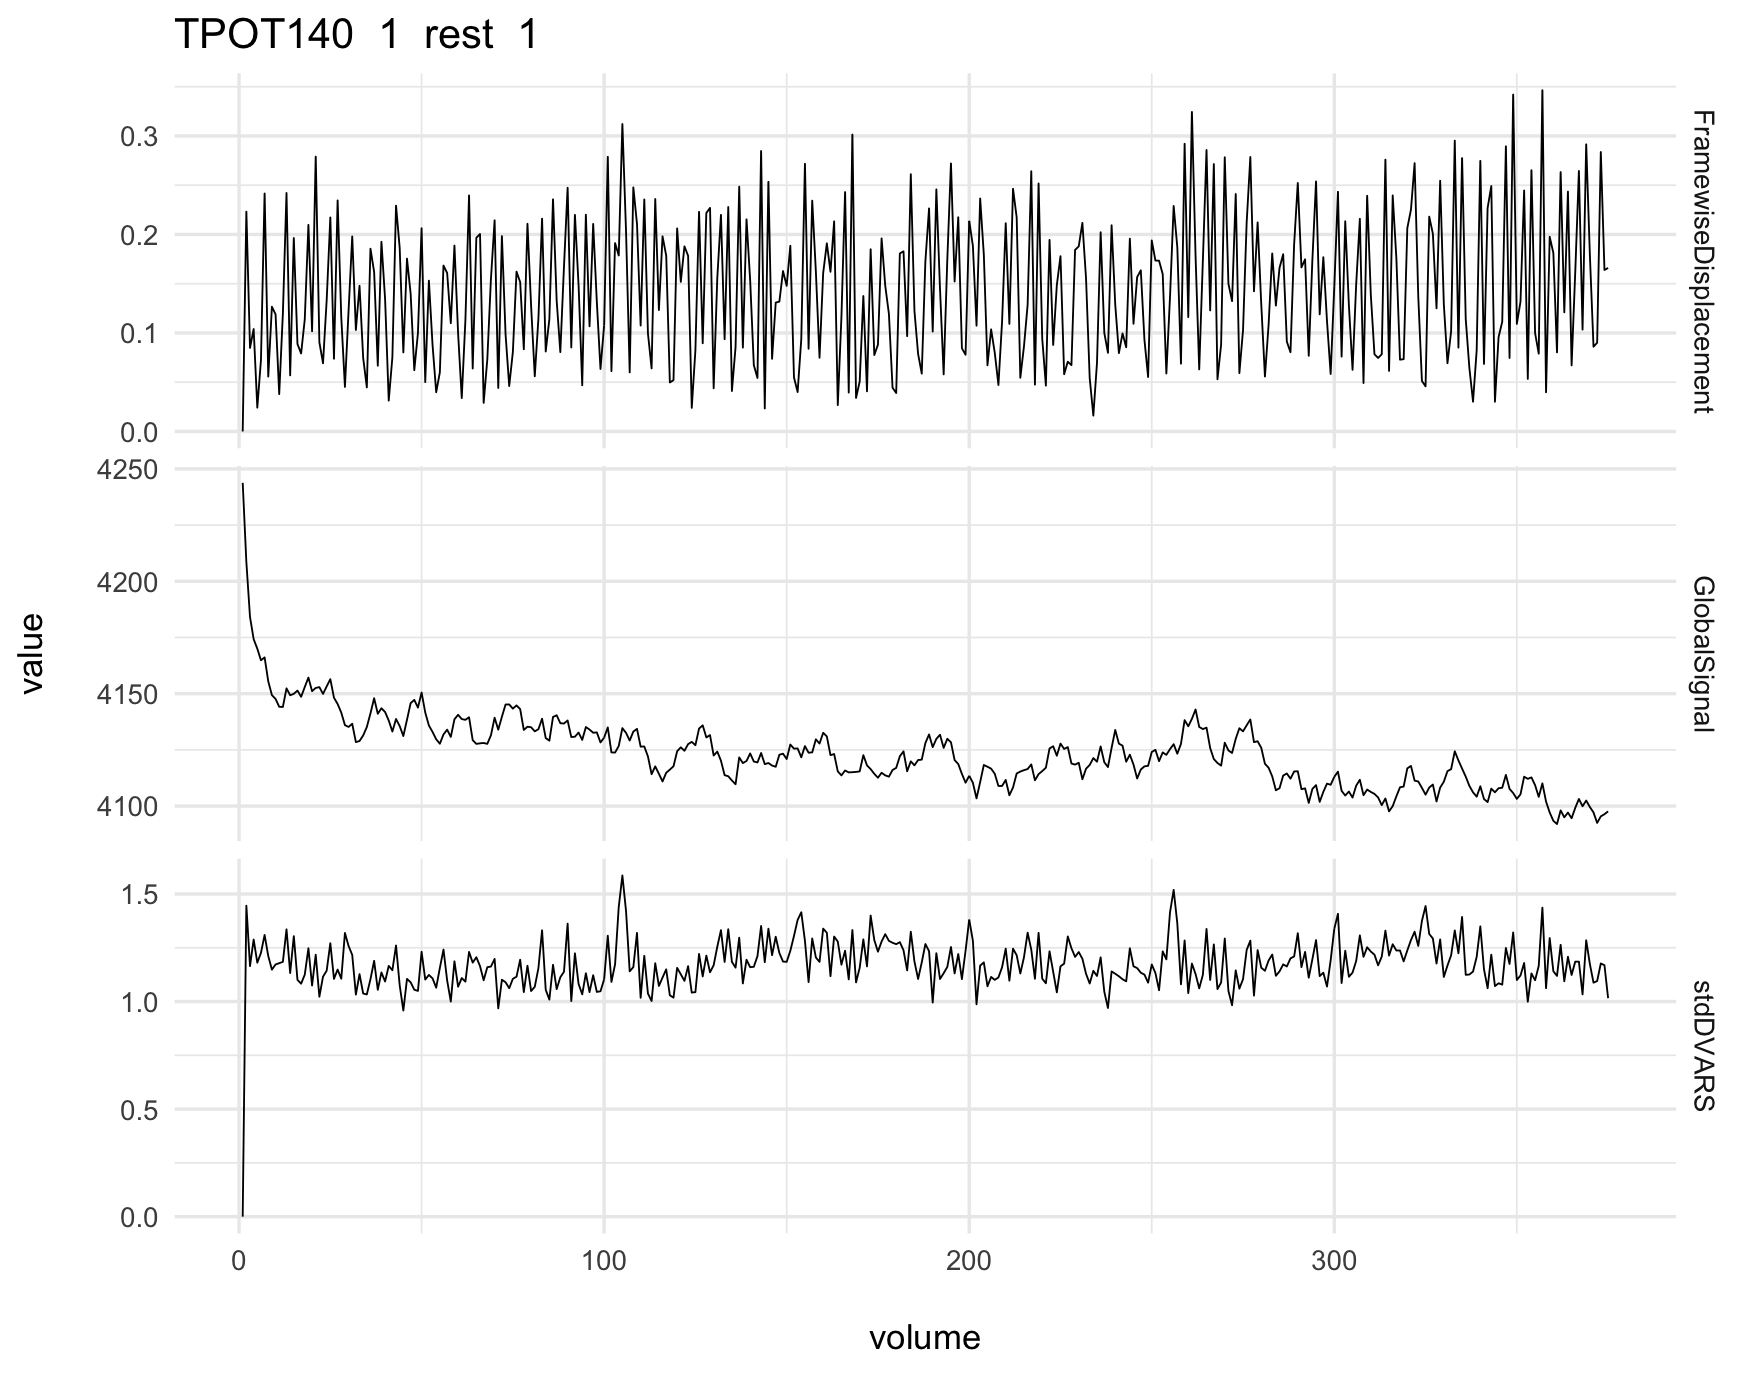 TPOT140 1 rest 1
0.3
0.2
0.1
0.0
FramewiseDisplacement
4250
4200
4150
4100
GlobalSignal
value
1.5
1.0
0.5
0.0
stdDVARS
0 100 200 300
volume